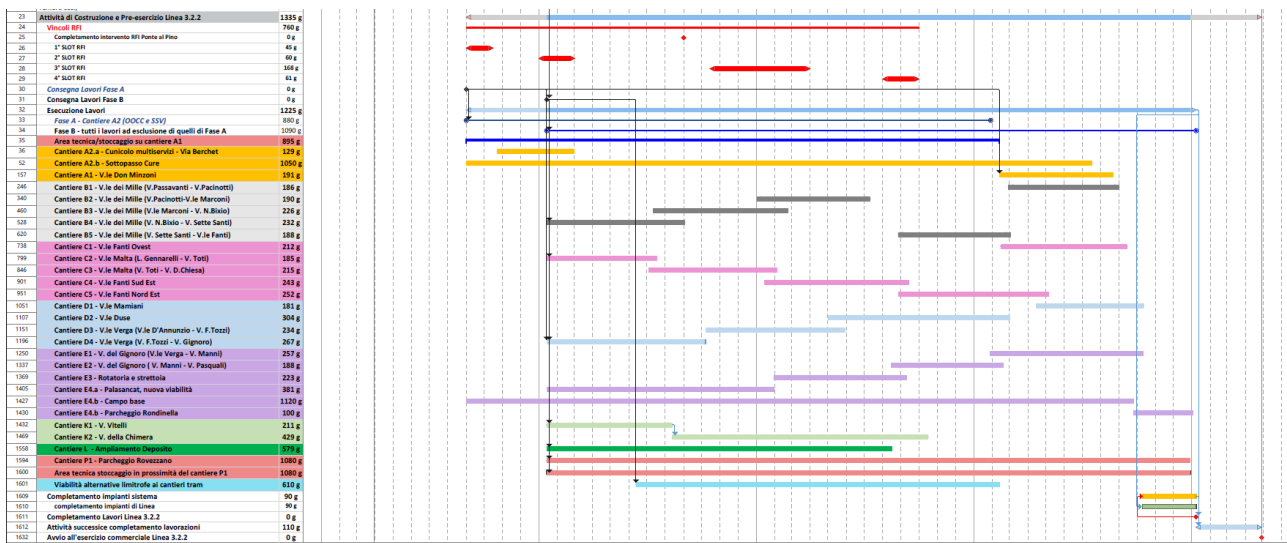 23 Attività di Costruzione e Pre-esercizio Linea 3.2.2 1335 g
24 Vincoli RFI 760 g
25 Completamento intervento RFI Ponte al Pino 0 g
26 1° SLOT RFI 45 g
27 2° SLOT RFI 60 g
28 3° SLOT RFI 168 g
29 4° SLOT RFI 61 g
30 Consegna Lavori Fase A 0 g
31 Consegna Lavori Fase B 0 g
32 Esecuzione Lavori 1225 g
33 Fase A - Cantiere A2 (OOCC e SSV) 880 g
34 Fase B - tutti i lavori ad esclusione di quelli di Fase A 1090 g
35 Area tecnica/stoccaggio su cantiere A1 895 g
36 Cantiere A2.a - Cunicolo multiservizi - Via Berchet 129 g
52 Cantiere A2.b - Sottopasso Cure 1050 g
157 Cantiere A1 - V.le Don Minzoni 191 g
246 Cantiere B1 - V.le dei Mille (V.Passavanti - V.Pacinotti) 186 g
340 Cantiere B2 - V.le dei Mille (V.Pacinotti-V.le Marconi) 190 g
460 Cantiere B3 - V.le dei Mille (V.le Marconi - V. N.Bixio) 226 g
528 Cantiere B4 - V.le dei Mille (V. N.Bixio - V. Sette Santi) 232 g
620 Cantiere B5 - V.le dei Mille (V. Sette Santi - V.le Fanti) 188 g
738 Cantiere C1 - V.le Fanti Ovest 212 g
799 Cantiere C2 - V.le Malta (L. Gennarelli - V. Toti) 185 g
846 Cantiere C3 - V.le Malta (V. Toti - V. D.Chiesa) 215 g
901 Cantiere C4 - V.le Fanti Sud Est 243 g
951 Cantiere C5 - V.le Fanti Nord Est 252 g
1051 Cantiere D1 - V.le Mamiani 181 g
1107 Cantiere D2 - V.le Duse 304 g
1151 Cantiere D3 - V.le Verga (V.le D'Annunzio - V. F.Tozzi) 234 g
1196 Cantiere D4 - V.le Verga (V. F.Tozzi - V. Gignoro) 267 g
1250 Cantiere E1 - V. del Gignoro (V.le Verga - V. Manni) 257 g
1337 Cantiere E2 - V. del Gignoro ( V. Manni - V. Pasquali) 188 g
1369 Cantiere E3 - Rotatoria e strettoia 223 g
1405 Cantiere E4.a - Palasancat, nuova viabilità 381 g
1427 Cantiere E4.b - Campo base 1120 g
1430 Cantiere E4.b - Parcheggio Rondinella 100 g
1432 Cantiere K1 - V. Vitelli 211 g
1469 Cantiere K2 - V. della Chimera 429 g
1558 Cantiere L - Ampliamento Deposito 579 g
1594 Cantiere P1 - Parcheggio Rovezzano 1080 g
1600 Area tecnica stoccaggio in prossimità del cantiere P1 1080 g
1601 Viabilità alternative limitrofe ai cantieri tram 610 g
1609 Completamento impianti sistema 90 g
1610 completamento impianti di Linea 90 g
1611 Completamento Lavori Linea 3.2.2 0 g
1612 Attività successice completamento lavorazioni 110 g
1632 Avvio all'esercizio commerciale Linea 3.2.2 0 g